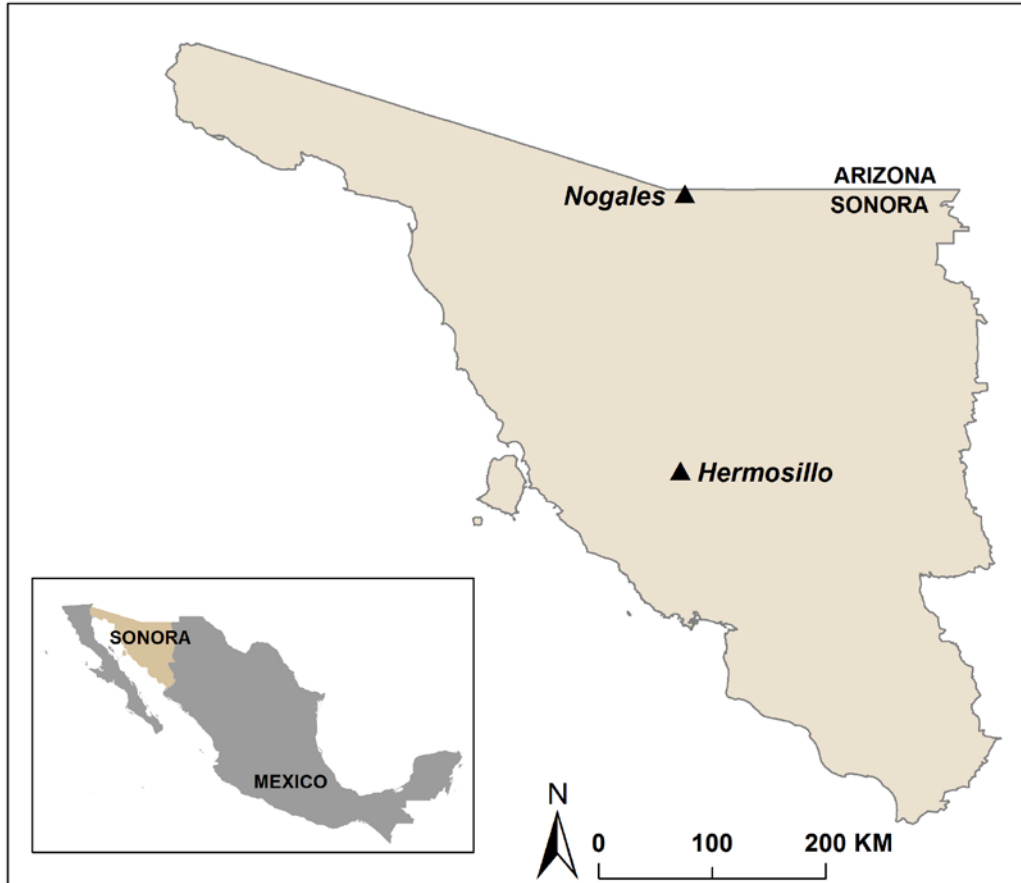 ARIZONA
Nogales
SONORA
Hermosillo
SONORA
MEXICO
N
0 100 200 KM